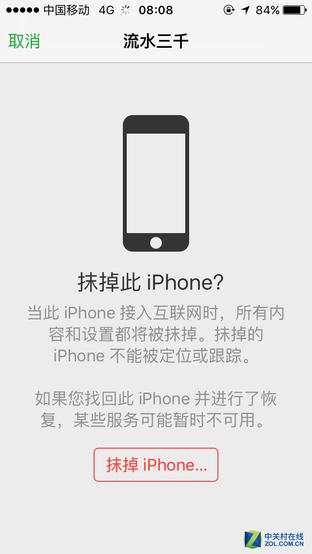 中国移动 4G 08:08 84%
取消 流水三千
抹掉此 iPhone?
当此 iPhone 接入互联网时，所有内
容和设置都将被抹掉。抹掉的
iPhone 不能被定位或跟踪。
如果您找回此 iPhone 并进行了恢
复，某些服务可能暂时不可用。
抹掉 iPhone...
Z 中关村在线
ZOL.COM.CN